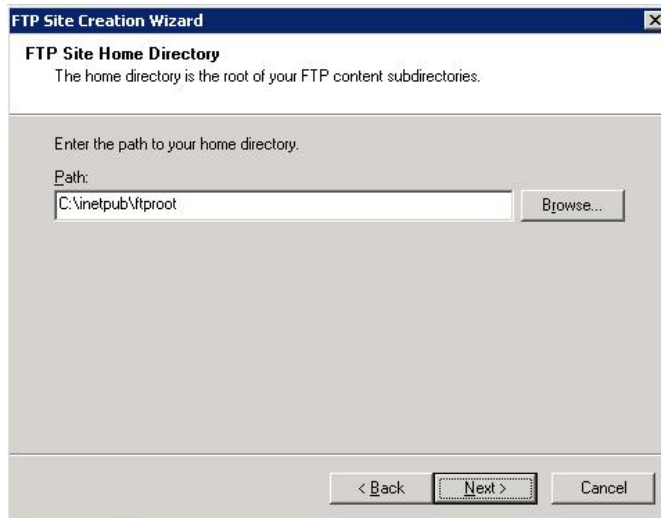 FTP Site Creation Wizard
FTP Site Home Directory
The home directory is the root of your FTP content subdirectories.
Enter the path to your home directory.
Path:
C:\inetpub\ftproot
Browse...
< Back
Next >
Cancel